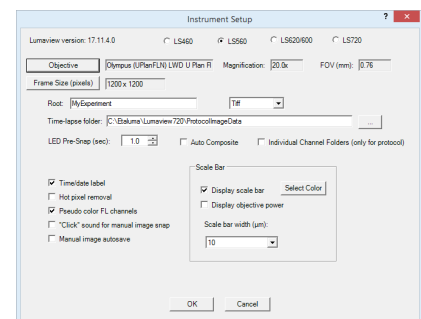 Instrument Setup ? ×
Lumaview version: 17.11.4.0 LS460 LS560 LS620/600 LS720
Objective Olympus (UPlanFLN) LWD U Plan Fl Magnification: 20.0x FOV (mm): 0.76
Frame Size (pixels) 1200 x 1200
Root: MyExperiment Tiff
Time-lapse folder: C:\Etaluma\Lumaview720\ProtocolImageData ...
LED Pre-Snap (sec): 1.0 Auto Composite Individual Channel Folders (only for protocol)
Scale Bar
Time/date label
Display scale bar Select Color
Hot pixel removal
Display objective power
Pseudo color FL channels
"Click" sound for manual image snap
Scale bar width (µm):
Manual image autosave
10
OK Cancel